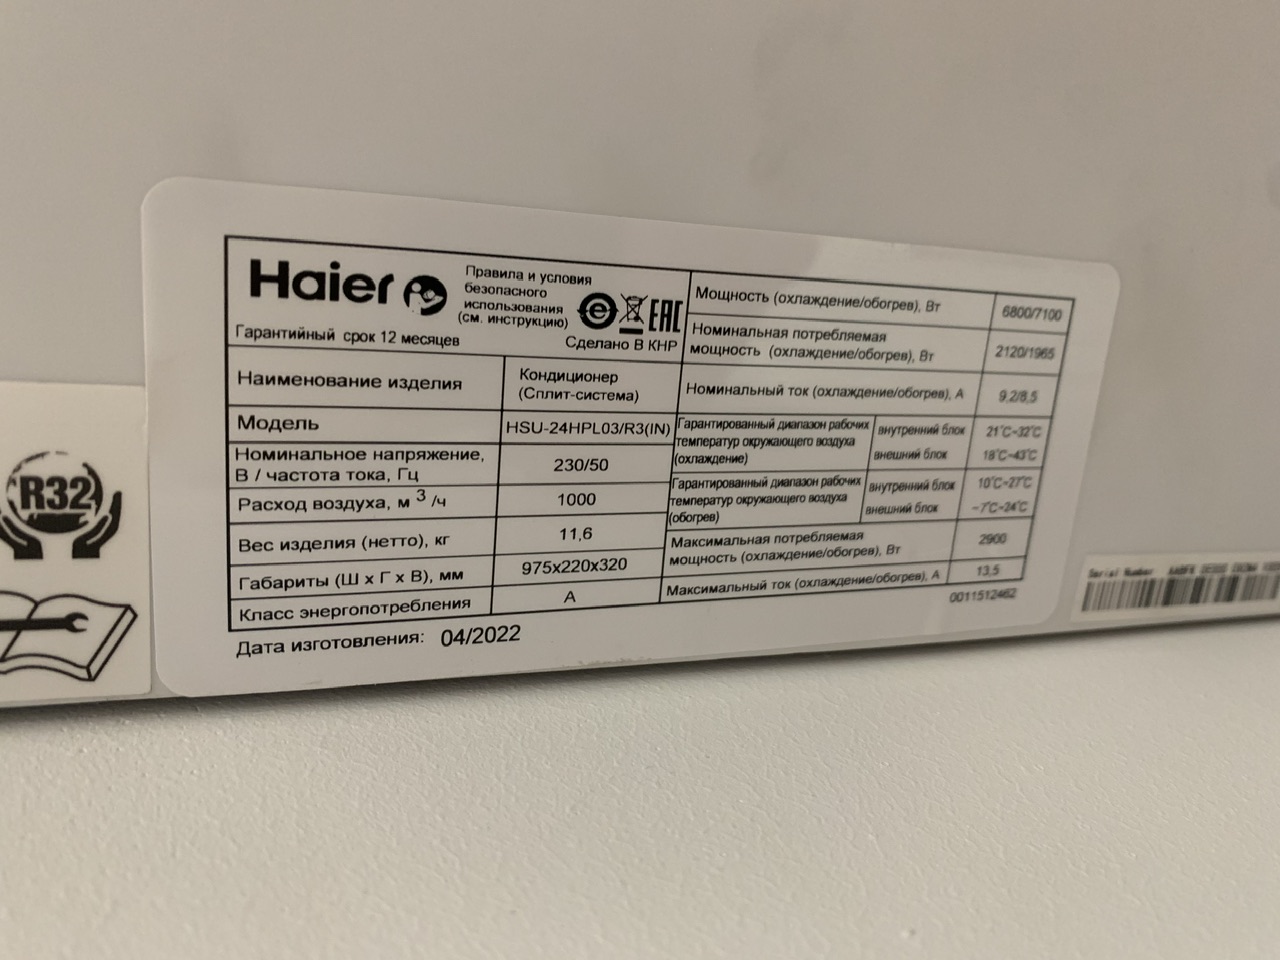 Haier
Правила и условия
безопасного
использования
(см. инструкцию)
EAC
Гарантийный срок 12 месяцев
Сделано В КНР
Наименование изделия
Кондиционер
(Сплит-система)
Модель
HSU-24HPL03/R3(IN)
Номинальное напряжение,
В / частота тока, Гц
230/50
Расход воздуха, м 3 /ч
1000
Вес изделия (нетто), кг
11,6
Габариты (Ш х Г х В), мм
975x220x320
Класс энергопотребления
A
Дата изготовления: 04/2022
Мощность (охлаждение/обогрев), Вт
6800/7100
Номинальная потребляемая
мощность (охлаждение/обогрев), Вт
2120/1965
Номинальный ток (охлаждение/обогрев), А
9.2/8,5
Гарантированный диапазон рабочих
температур окружающего воздуха
(охлаждение)
внутренний блок
21°C~32°C
внешний блок
18°C~43°C
Гарантированный диапазон рабочих
температур окружающего воздуха
(обогрев)
внутренний блок
10°C~27°C
внешний блок
-7°C~24°C
Максимальная потребляемая
мощность (охлаждение/обогрев), Вт
2900
Максимальный ток (охлаждение/обогрев), А
13,5
0011512462
R32
Serial Number